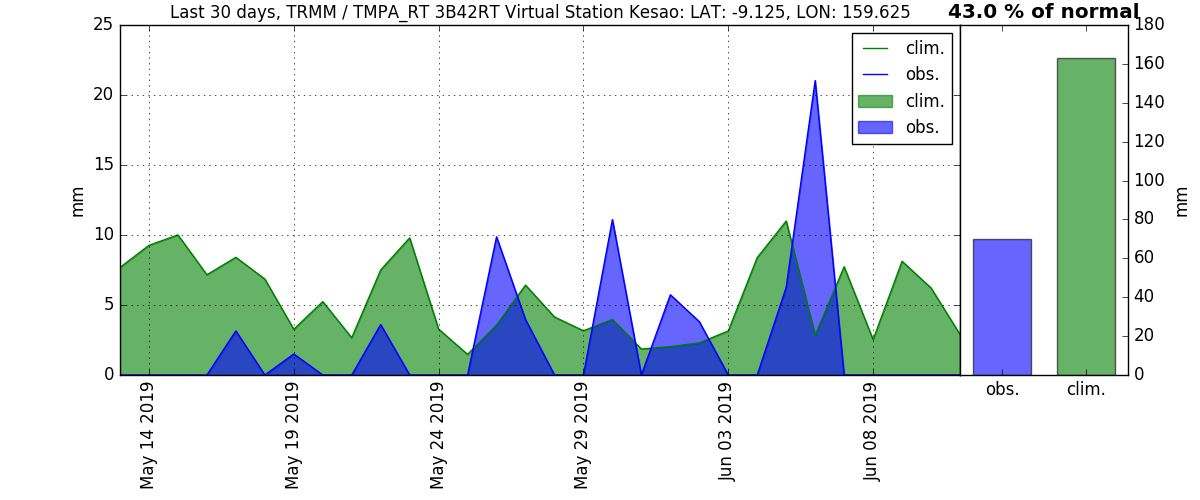 Last 30 days, TRMM / TMPA_RT 3B42RT Virtual Station Kesao: LAT: -9.125, LON: 159.625
43.0 % of normal
25
20
15
10
5
0
mm
clim.
obs.
clim.
obs.
May 14 2019
May 19 2019
May 24 2019
May 29 2019
Jun 03 2019
Jun 08 2019
180
160
140
120
100
80
60
40
20
0
mm
obs.
clim.